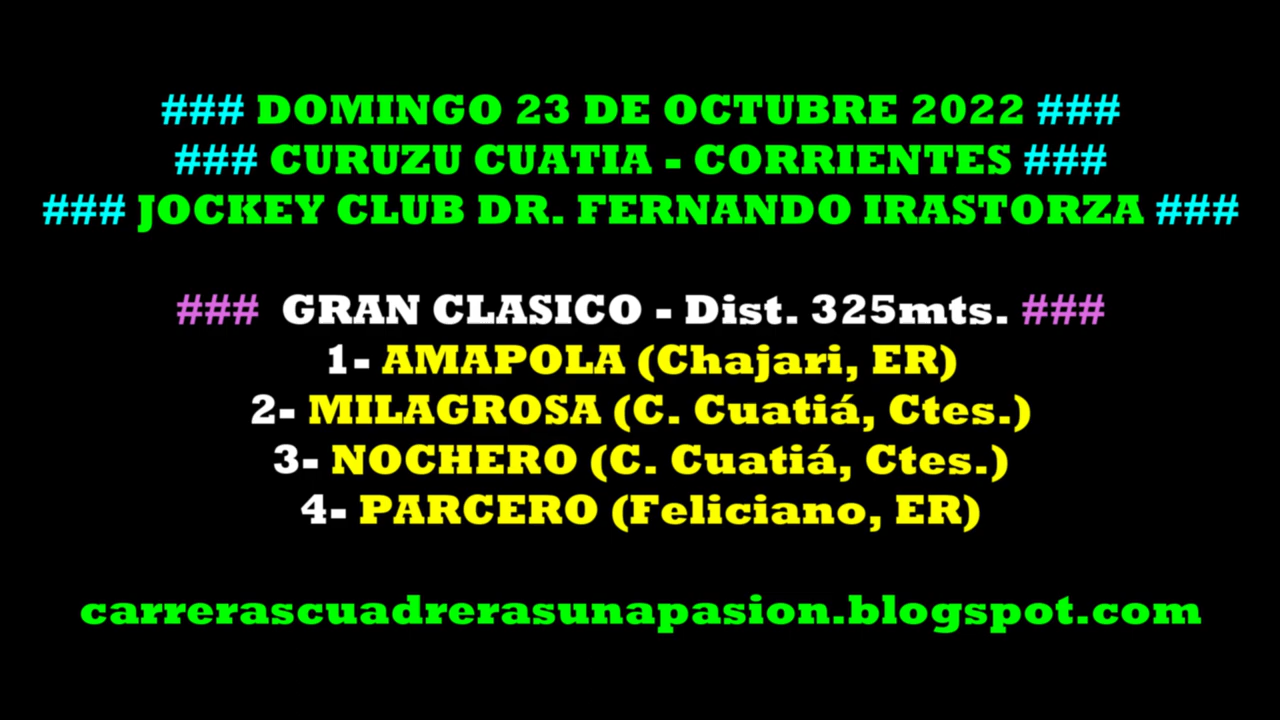 ### DOMINGO 23 DE OCTUBRE 2022 ###
### CURUZU CUATIA - CORRIENTES ###
### JOCKEY CLUB DR. FERNANDO IRASTORZA ###
### GRAN CLASICO - Dist. 325mts. ###
1- AMAPOLA (Chajari, ER)
2- MILAGROSA (C. Cuatiá, Ctes.)
3- NOCHERO (C. Cuatiá, Ctes.)
4- PARCERO (Feliciano, ER)
carrerascuadrerasunapasion.blogspot.com